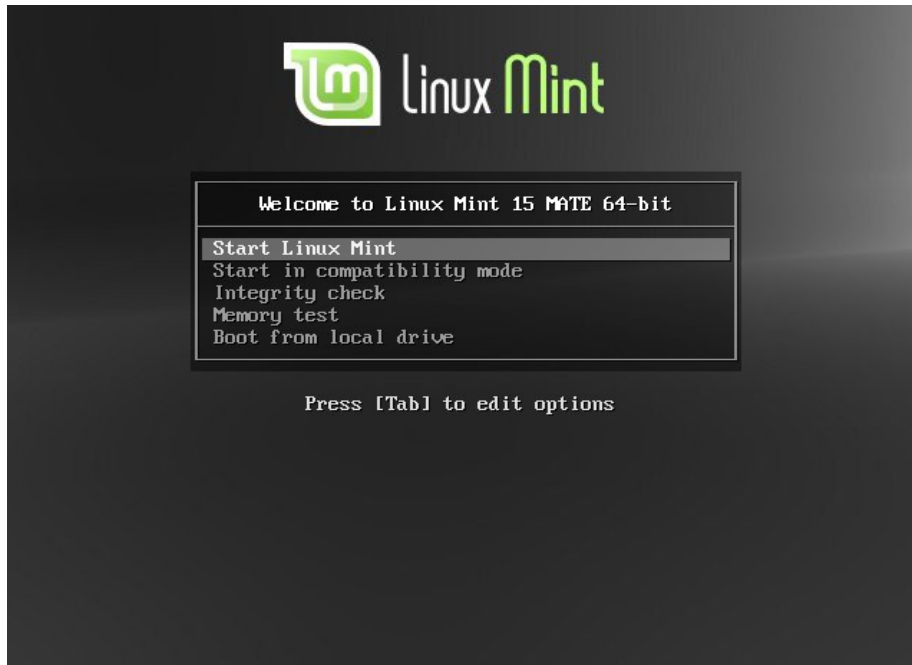 lm Linux Mint
Welcome to Linux Mint 15 MATE 64-bit
Start Linux Mint
Start in compatibility mode
Integrity check
Memory test
Boot from local drive
Press [Tab] to edit options